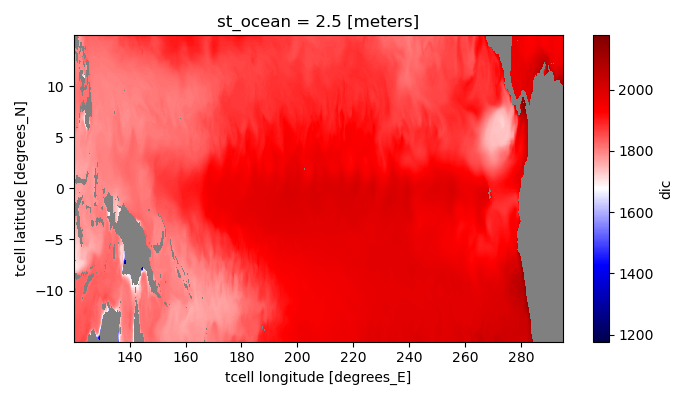 st_ocean = 2.5 [meters]
10
5
0
−5
−10
tcell latitude [degrees_N]
140 160 180 200 220 240 260 280
tcell longitude [degrees_E]
2000
1800
1600
1400
1200
dic